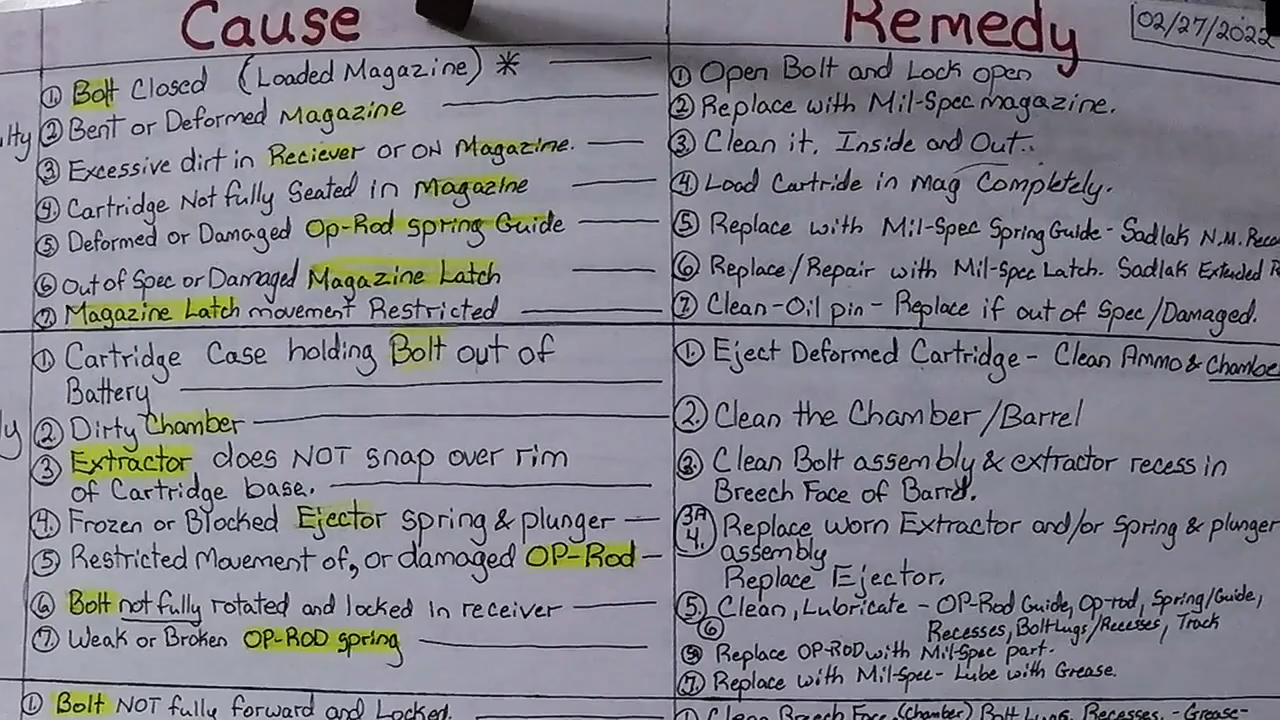 Cause
Remedy
02/27/2022
① Bolt Closed (Loaded Magazine) *
② Bent or Deformed Magazine
③ Excessive dirt in Reciever or ON Magazine.
④ Cartridge Not fully Seated in Magazine
⑤ Deformed or Damaged Op-Rod spring Guide
⑥ Out of Spec or Damaged Magazine Latch
⑦ Magazine Latch movement Restricted
① Open Bolt and Lock open
② Replace with Mil-Spec magazine.
③ Clean it. Inside and Out..
④ Load Cartride in mag Completely.
⑤ Replace with Mil-Spec Spring Guide - Sadlak N.M.
⑥ Replace/Repair with Mil-Spec Latch. Sadlak Extended
⑦ Clean-Oil pin - Replace if out of Spec/Damaged.
①. Cartridge Case holding Bolt out of
Battery
② Dirty Chamber
③ Extractor does NOT snap over rim
of Cartridge base.
④. Frozen or Blocked Ejector spring & plunger
⑤ Restricted Movement of, or damaged OP-Rod
⑥ Bolt not fully rotated and locked in receiver
⑦ Weak or Broken OP-ROD spring
①. Eject Deformed Cartridge - Clean Ammo & Chambe
②. Clean the Chamber/Barrel
③. Clean Bolt assembly & extractor recess in
Breech Face of Barrel.
3A 4. Replace worn Extractor and/or Spring & plunger
assembly
Replace Ejector.
⑤. Clean, Lubricate - OP-Rod Guide, Op-rod, Spring/Guide,
⑥ Recesses, Bolt Lugs/Recesses, Track
Replace OP-ROD with Mil-Spec part.
⑦. Replace with Mil-Spec - Lube with Grease.
①. Bolt NOT fully forward and Locked.
① Clean Breech Face, (Chamber) Bolt Lugs, Recesses, - Grease-